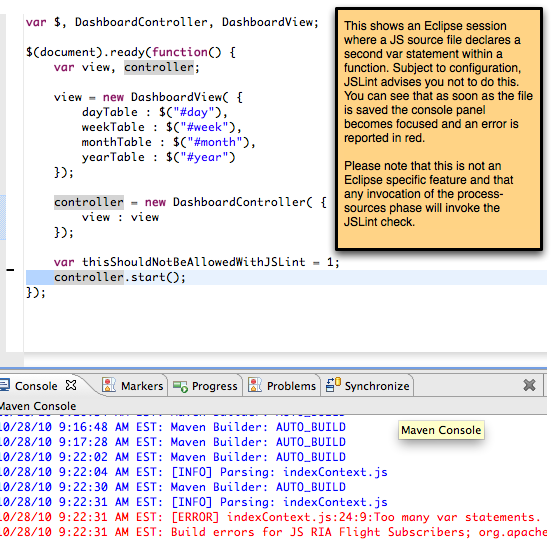 var $, DashboardController, DashboardView;
$(document).ready(function() {
var view, controller;
view = new DashboardView( {
dayTable : $("#day"),
weekTable : $("#week"),
monthTable : $("#month"),
yearTable : $("#year")
});
controller = new DashboardController( {
view : view
});
var thisShouldNotBeAllowedWithJSLint = 1;
controller.start();
});
This shows an Eclipse session
where a JS source file declares a
second var statement within a
function. Subject to configuration,
JSLint advises you not to do this.
You can see that as soon as the file
is saved the console panel
becomes focused and an error is
reported in red.
Please note that this is not an
Eclipse specific feature and that
any invocation of the process-
sources phase will invoke the
JSLint check.
Console
Markers
Progress
Problems
Synchronize
Maven Console
Maven Console
10/28/10 9:16:48 AM EST: Maven Builder: AUTO_BUILD
10/28/10 9:17:28 AM EST: Maven Builder: AUTO_BUILD
10/28/10 9:22:02 AM EST: Maven Builder: AUTO_BUILD
10/28/10 9:22:04 AM EST: [INFO] Parsing: indexContext.js
10/28/10 9:22:30 AM EST: Maven Builder: AUTO_BUILD
10/28/10 9:22:31 AM EST: [INFO] Parsing: indexContext.js
10/28/10 9:22:31 AM EST: [ERROR] indexContext.js:24:9:Too many var statements.
10/28/10 9:22:31 AM EST: Build errors for JS RIA Flight Subscribers; org.apache